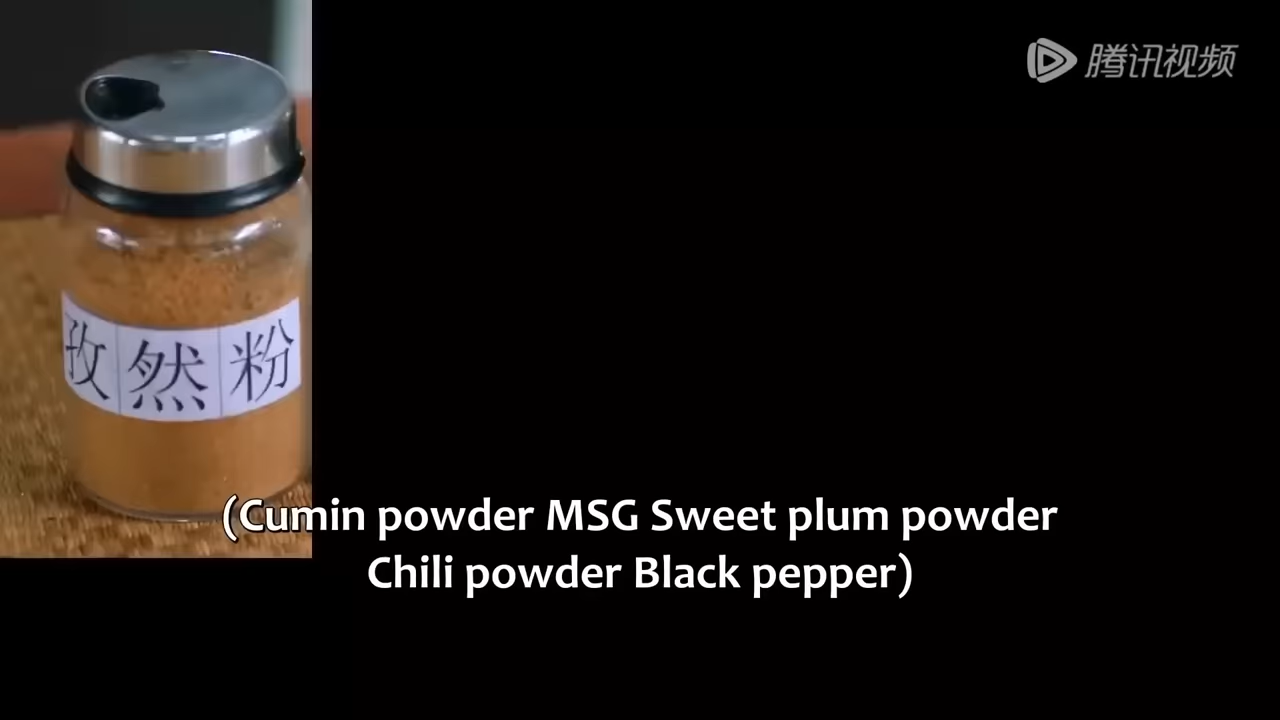 腾讯视频
孜然粉
(Cumin powder MSG Sweet plum powder
Chili powder Black pepper)